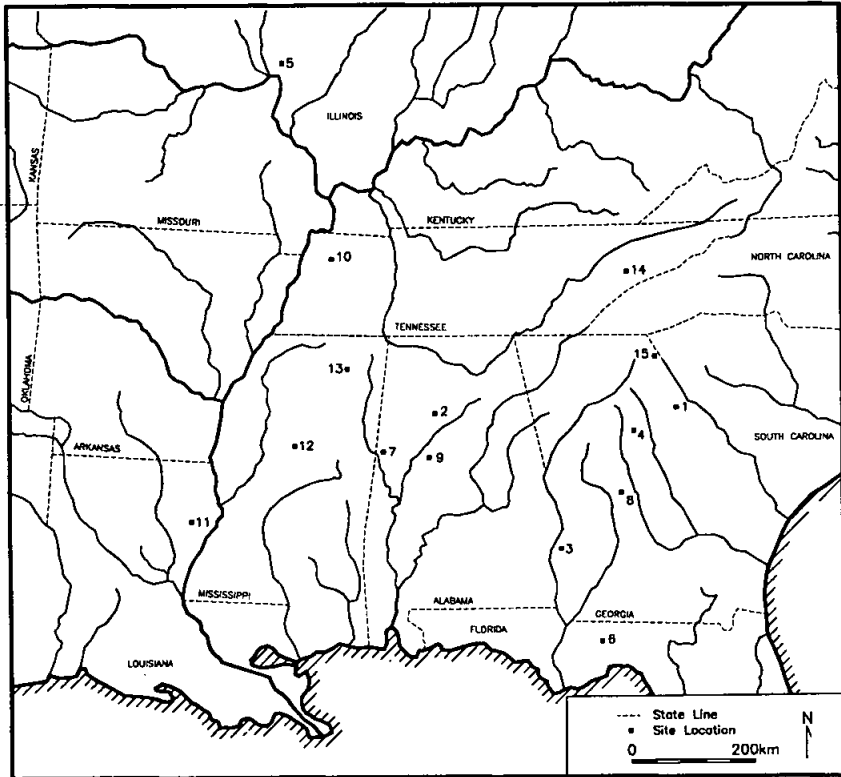 5
ILLINOIS
KANSAS
MISSOURI
KENTUCKY
10
14
NORTH CAROLINA
TENNESSEE
15
13
OKLAHOMA
2
1
4
SOUTH CAROLINA
12
7
9
ARKANSAS
8
11
3
MISSISSIPPI
ALABAMA
GEORGIA
FLORIDA
6
LOUISIANA
State Line
Site Location
N
0 200km